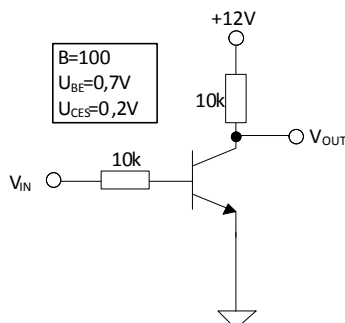 +12V
B=100
UBE=0,7V
UCES=0,2V
10k
VOUT
10k
VIN